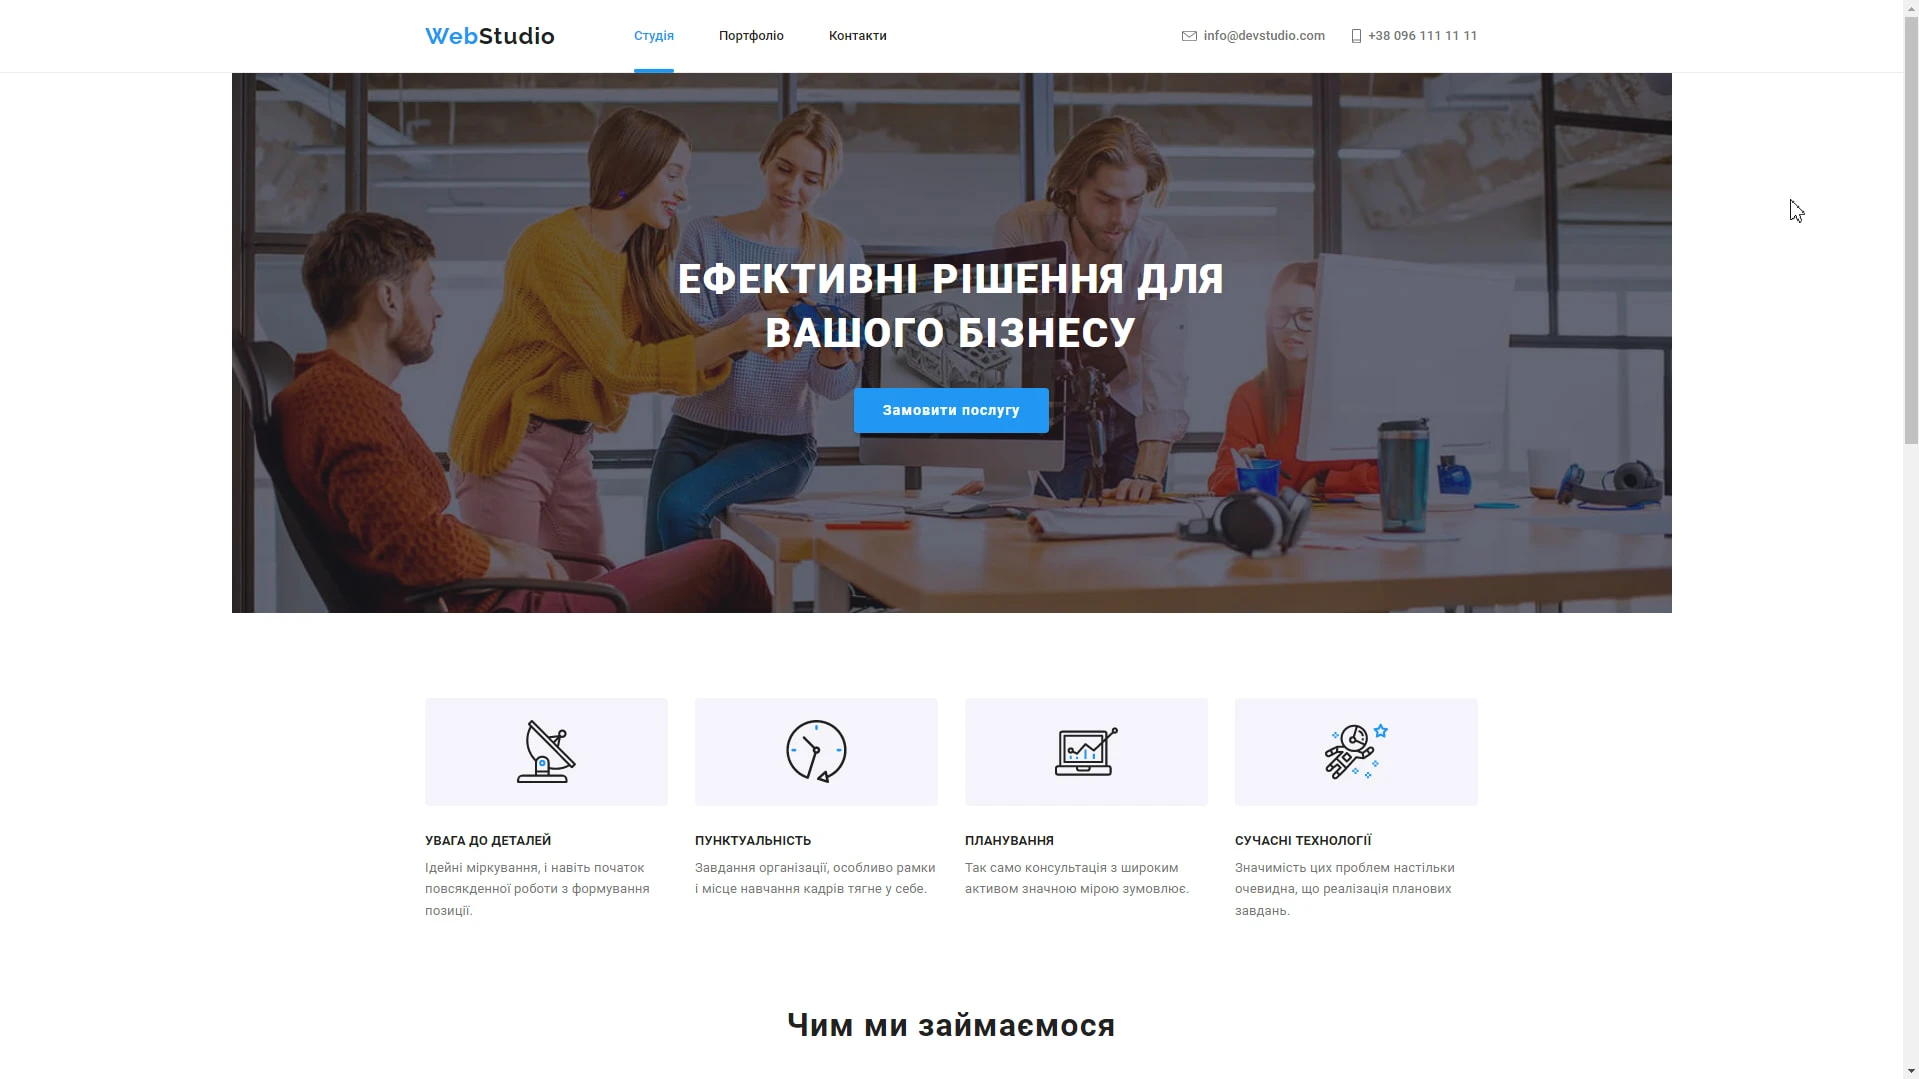 WebStudio
Студія
Портфоліо
Контакти
info@devstudio.com
+38 096 111 11 11
ЕФЕКТИВНІ РІШЕННЯ ДЛЯ
ВАШОГО БІЗНЕСУ
Замовити послугу
УВАГА ДО ДЕТАЛЕЙ
Ідейні міркування, і навіть початок
повсякденної роботи з формування
позиції.
ПУНКТУАЛЬНІСТЬ
Завдання організації, особливо рамки
і місце навчання кадрів тягне у себе.
ПЛАНУВАННЯ
Так само консультація з широким
активом значною мірою зумовлює.
СУЧАСНІ ТЕХНОЛОГІЇ
Значимість цих проблем настільки
очевидна, що реалізація планових
завдань.
Чим ми займаємося